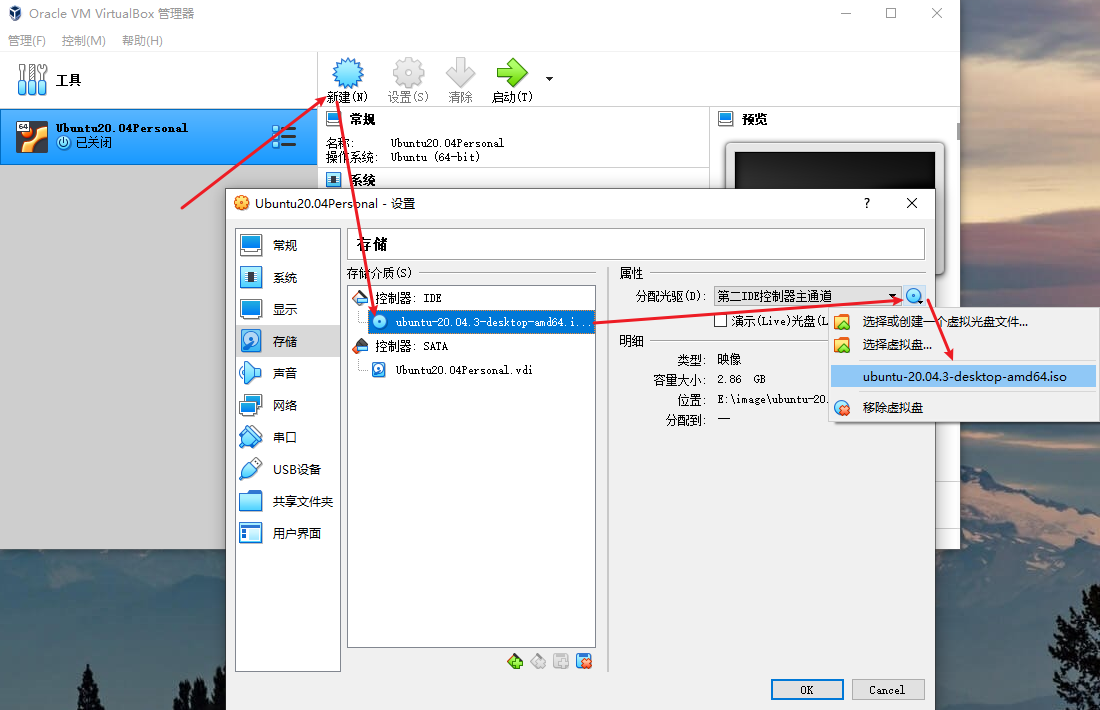 Oracle VM VirtualBox 管理器
管理(F) 控制(M) 帮助(H)
工具
新建(N) 设置(S) 清除 启动(T)
64
Ubuntu20.04Personal
已关闭
常规
名称: Ubuntu20.04Personal
操作系统: Ubuntu (64-bit)
系统
预览
Ubuntu20.04Personal - 设置
?
常规
系统
显示
存储
声音
网络
串口
USB设备
共享文件夹
用户界面
存储
存储介质(S)
控制器: IDE
ubuntu-20.04.3-desktop-amd64.i...
控制器: SATA
Ubuntu20.04Personal.vdi
属性
分配光驱(D): 第二IDE控制器主通道
演示(Live)光盘(L
明细
类型: 映像
容量大小: 2.86 GB
位置: E:\image\ubuntu-20.
分配到: —
选择或创建一个虚拟光盘文件...
选择虚拟盘...
ubuntu-20.04.3-desktop-amd64.iso
移除虚拟盘
OK Cancel